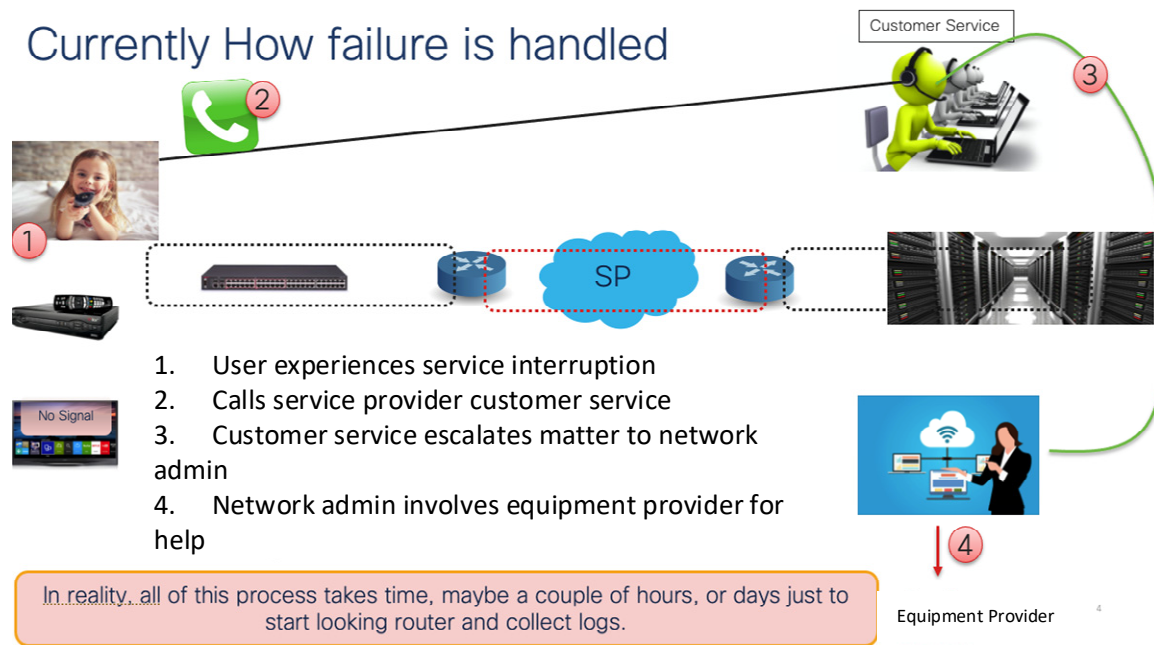 Currently How failure is handled
Customer Service
2
3
1
SP
1. User experiences service interruption
2. Calls service provider customer service
3. Customer service escalates matter to network
admin
4. Network admin involves equipment provider for
help
No Signal
4
In reality, all of this process takes time, maybe a couple of hours, or days just to
start looking router and collect logs.
Equipment Provider
4